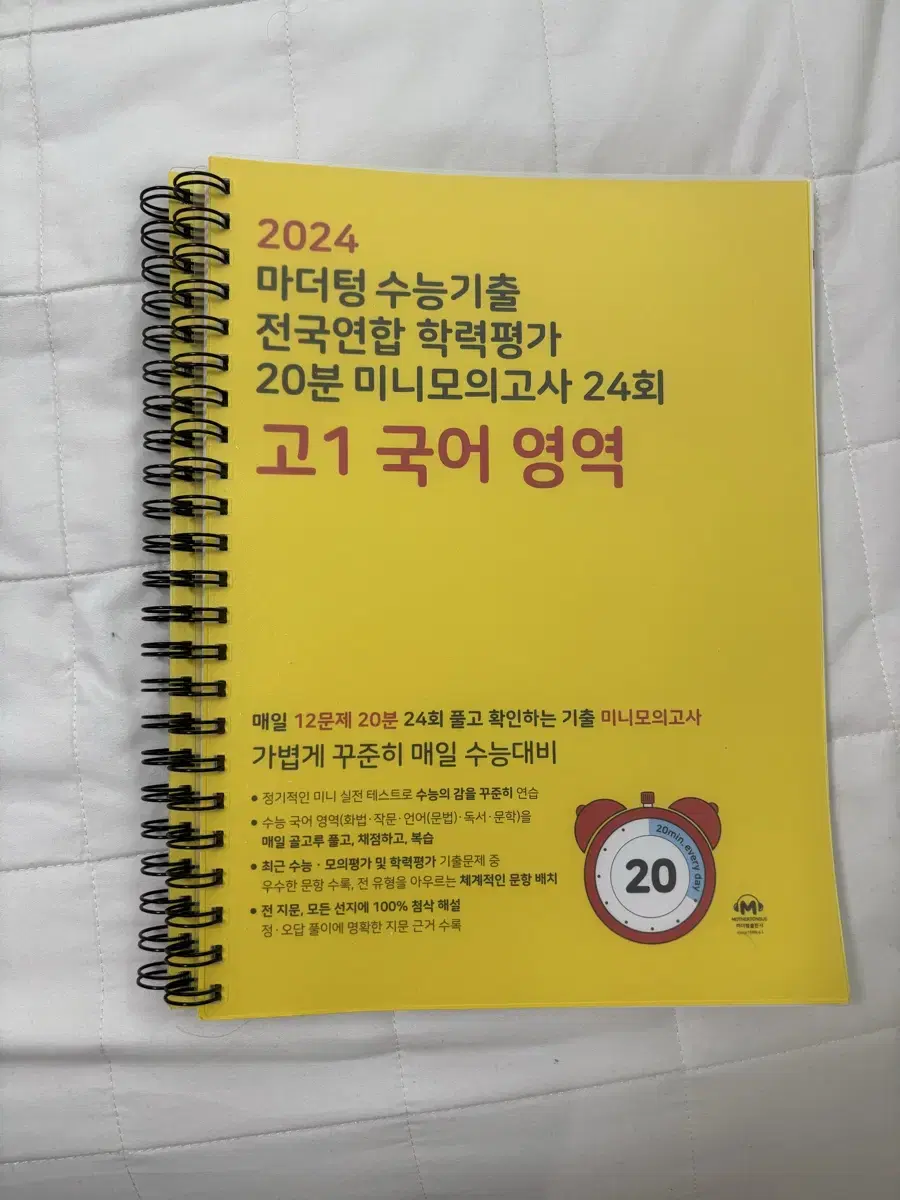 2024
마더텅 수능기출
전국연합 학력평가
20분 미니모의고사 24회
고1 국어 영역
매일 12문제 20분 24회 풀고 확인하는 기출 미니모의고사
가볍게 꾸준히 매일 수능대비
• 정기적인 미니 실전 테스트로 수능의 감을 꾸준히 연습
• 수능 국어 영역(화법·작문·언어(문법)·독서·문학)을
매일 골고루 풀고, 채점하고, 복습
• 최근 수능·모의평가 및 학력평가 기출문제 중
우수한 문항 수록, 전 유형을 아우르는 체계적인 문항 배치
• 전 지문, 모든 선지에 100% 첨삭 해설
정·오답 풀이에 명확한 지문 근거 수록
20min. every day
20
M
MOTHERTONGUE
마더텅출판사